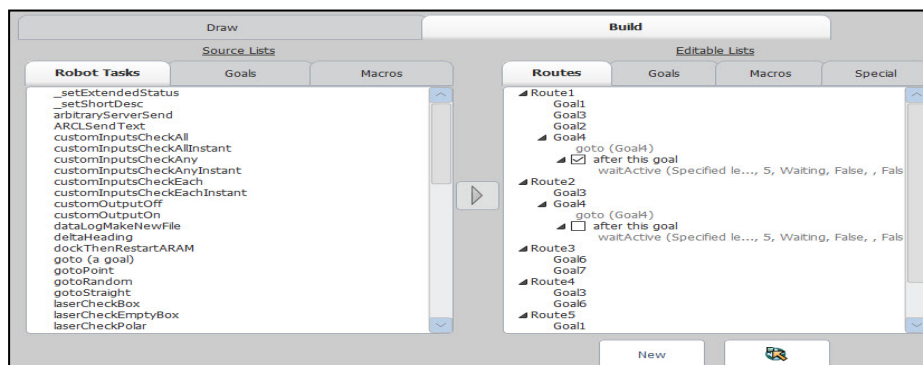 Draw
Build
Source Lists
Editable Lists
Robot Tasks
Goals
Macros
Routes
Goals
Macros
Special
_setExtendedStatus
_setShortDesc
arbitraryServerSend
ARCLSendText
customInputsCheckAll
customInputsCheckAllInstant
customInputsCheckAny
customInputsCheckAnyInstant
customInputsCheckEach
customInputsCheckEachInstant
customOutputOff
customOutputOn
dataLogMakeNewFile
deltaHeading
dockThenRestartARAM
goto (a goal)
gotoPoint
gotoRandom
gotoStraight
laserCheckBox
laserCheckEmptyBox
laserCheckPolar
Route1
Goal1
Goal3
Goal2
Goal4
goto (Goal4)
after this goal
waitActive (Specified le..., 5, Waiting, False, , Fals
Route2
Goal3
Goal4
goto (Goal4)
after this goal
waitActive (Specified le..., 5, Waiting, False, , Fals
Route3
Goal6
Goal7
Route4
Goal3
Goal6
Route5
Goal1
New